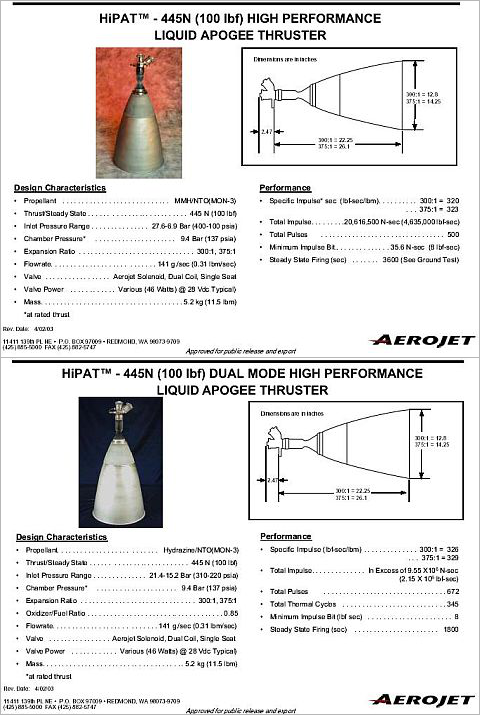 HiPAT™ - 445N (100 lbf) HIGH PERFORMANCE
LIQUID APOGEE THRUSTER
Dimensions are in inches
300:1 = 12.8
375:1 = 14.25
2.47
300:1 = 22.25
375:1 = 26.1
Design Characteristics
• Propellant . . . . . . . . . . . . . . . . . . . . . . . . . . . MMH/NTO(MON-3)
• Thrust/Steady State . . . . . . . . . . . . . . . . . . . . . . . . . 445 N (100 lbf)
• Inlet Pressure Range . . . . . . . . . . . . . . 27.6-6.9 Bar (400-100 psia)
• Chamber Pressure* . . . . . . . . . . . . . . . . . . . . . . . 9.4 Bar (137 psia)
• Expansion Ratio . . . . . . . . . . . . . . . . . . . . . . . . . . . . . 300:1, 375:1
• Flowrate. . . . . . . . . . . . . . . . . . . . . . . . . . . 141 g./sec (0.31 lbm/sec)
• Valve . . . . . . . . . . . . . . . . Aerojet Solenoid, Dual Coil, Single Seat
• Valve Power . . . . . . . . . . . . Various (46 Watts) @ 28 Vdc Typical)
• Mass. . . . . . . . . . . . . . . . . . . . . . . . . . . . . . . . . . . 5.2 kg (11.5 lbm)
*at rated thrust
Performance
• Specific Impulse* sec (lbf-sec/lbm). . . . . . . . . . 300:1 = 320
. . . 375:1 = 323
• Total Impulse. . . . . . . . 20,616,500 N-sec (4,635,000 lbf-sec)
• Total Pulses . . . . . . . . . . . . . . . . . . . . . . . . . . . . . . . 500
• Minimum Impulse Bit . . . . . . . . . . . . . . 35.6 N-sec (8 lbf-sec)
• Steady State Firing (sec) . . . . . . . 3600 (See Ground Test)
Rev. Date: 4/02/03
11411 139th PL NE • P.O. BOX 97009 • REDMOND, WA 98073-9709
(425) 885-5000 FAX (425) 882-5747
Approved for public release and export
AEROJET
HiPAT™ - 445N (100 lbf) DUAL MODE HIGH PERFORMANCE
LIQUID APOGEE THRUSTER
Dimensions are in inches
300:1 = 12.8
375:1 = 14.25
2.47
300:1 = 22.25
375:1 = 26.1
Design Characteristics
• Propellant . . . . . . . . . . . . . . . . . . . . . . . . Hydrazine/NTO(MON-3)
• Thrust/Steady State . . . . . . . . . . . . . . . . . . . . . . . . . 445 N (100 lbf)
• Inlet Pressure Range . . . . . . . . . . . . . 21.4-15.2 Bar (310-220 psia)
• Chamber Pressure* . . . . . . . . . . . . . . . . . . . . . . . 9.4 Bar (137 psia)
• Expansion Ratio . . . . . . . . . . . . . . . . . . . . . . . . . . . . 300:1, 375:1
• Oxidizer/Fuel Ratio . . . . . . . . . . . . . . . . . . . . . . . . . . . . . . . . . 0.85
• Flowrate. . . . . . . . . . . . . . . . . . . . . . . . . . . 141 g/sec (0.31 lbm/sec)
• Valve . . . . . . . . . . . . . . . . Aerojet Solenoid, Dual Coil, Single Seat
• Valve Power . . . . . . . . . . . . Various (46 Watts) @ 28 Vdc Typical)
• Mass. . . . . . . . . . . . . . . . . . . . . . . . . . . . . . . . . . . 5.2 kg (11.5 lbm)
*at rated thrust
Performance
• Specific Impulse (lbf-sec/lbm) . . . . . . . . . . . . . . 300:1 = 326
. . . 375:1 = 329
• Total Impulse. . . . . . . . . . . . . . In Excess of 9.55 X10⁶ N-sec
(2.15 X 10⁶ lbf-sec)
• Total Pulses . . . . . . . . . . . . . . . . . . . . . . . . . . . . . . . 672
• Total Thermal Cycles . . . . . . . . . . . . . . . . . . . . . . . . . 345
• Minimum Impulse Bit (lbf sec) . . . . . . . . . . . . . . . . . . . . . 8
• Steady State Firing (sec) . . . . . . . . . . . . . . . . . . . . . 1800
Rev. Date: 4/02/03
11411 139th PL NE • P.O. BOX 97009 • REDMOND, WA 98073-9709
(425) 885-5000 FAX (425) 882-5747
Approved for public release and export
AEROJET